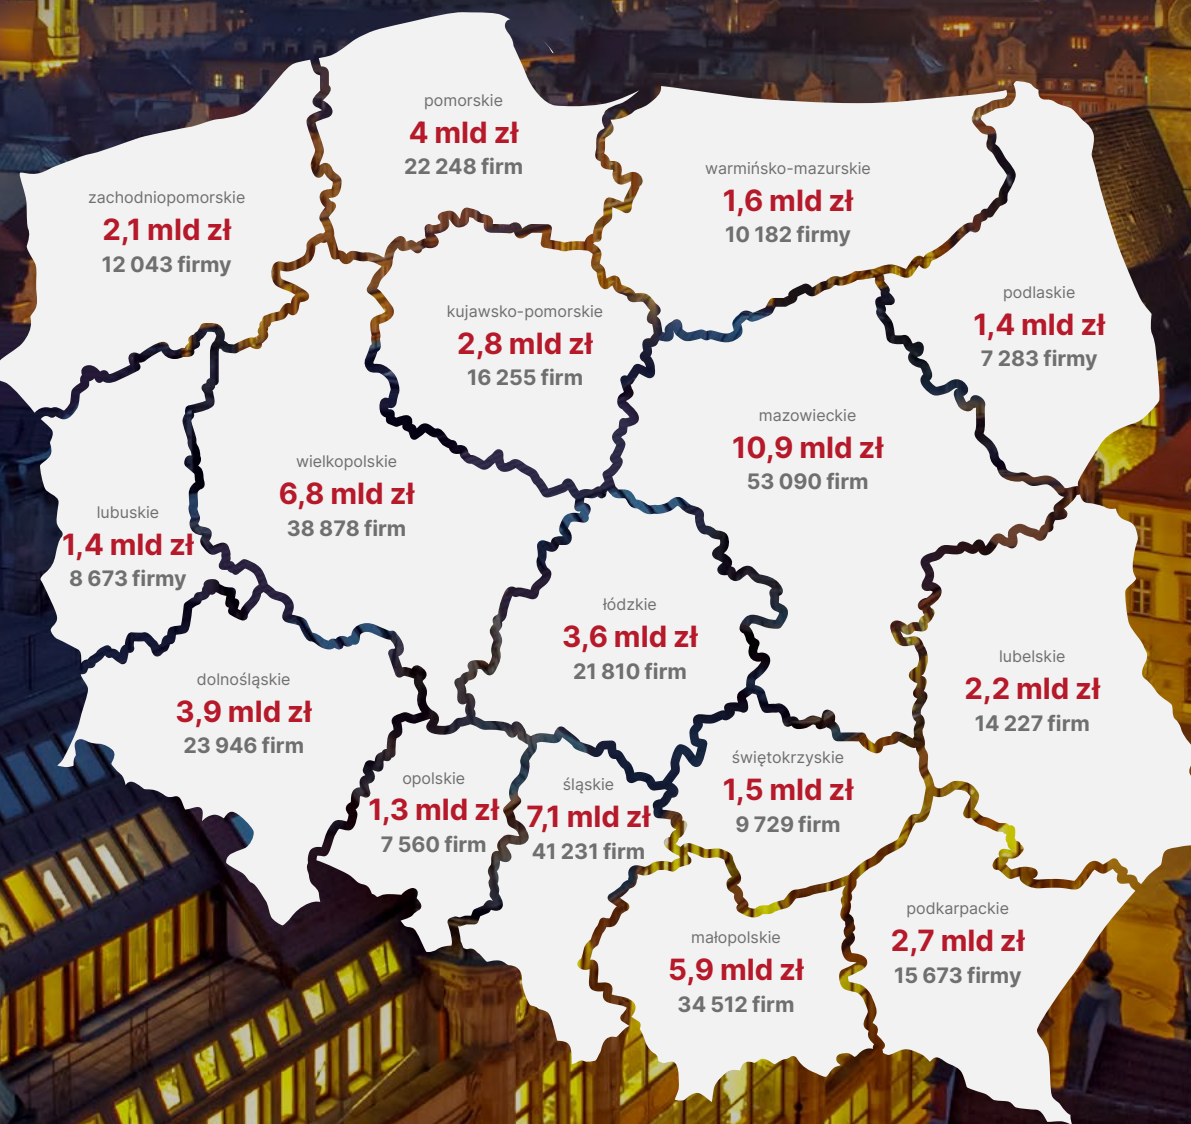 pomorskie
4 mld zł
22 248 firm
warmińsko-mazurskie
1,6 mld zł
10 182 firmy
zachodniopomorskie
2,1 mld zł
12 043 firmy
podlaskie
1,4 mld zł
7 283 firmy
kujawsko-pomorskie
2,8 mld zł
16 255 firm
mazowieckie
10,9 mld zł
53 090 firm
wielkopolskie
6,8 mld zł
38 878 firm
lubuskie
1,4 mld zł
8 673 firmy
łódzkie
3,6 mld zł
21 810 firm
lubelskie
2,2 mld zł
14 227 firm
dolnośląskie
3,9 mld zł
23 946 firm
świętokrzyskie
1,5 mld zł
9 729 firm
opolskie
1,3 mld zł
7 560 firm
śląskie
7,1 mld zł
41 231 firm
podkarpackie
2,7 mld zł
15 673 firmy
małopolskie
5,9 mld zł
34 512 firm